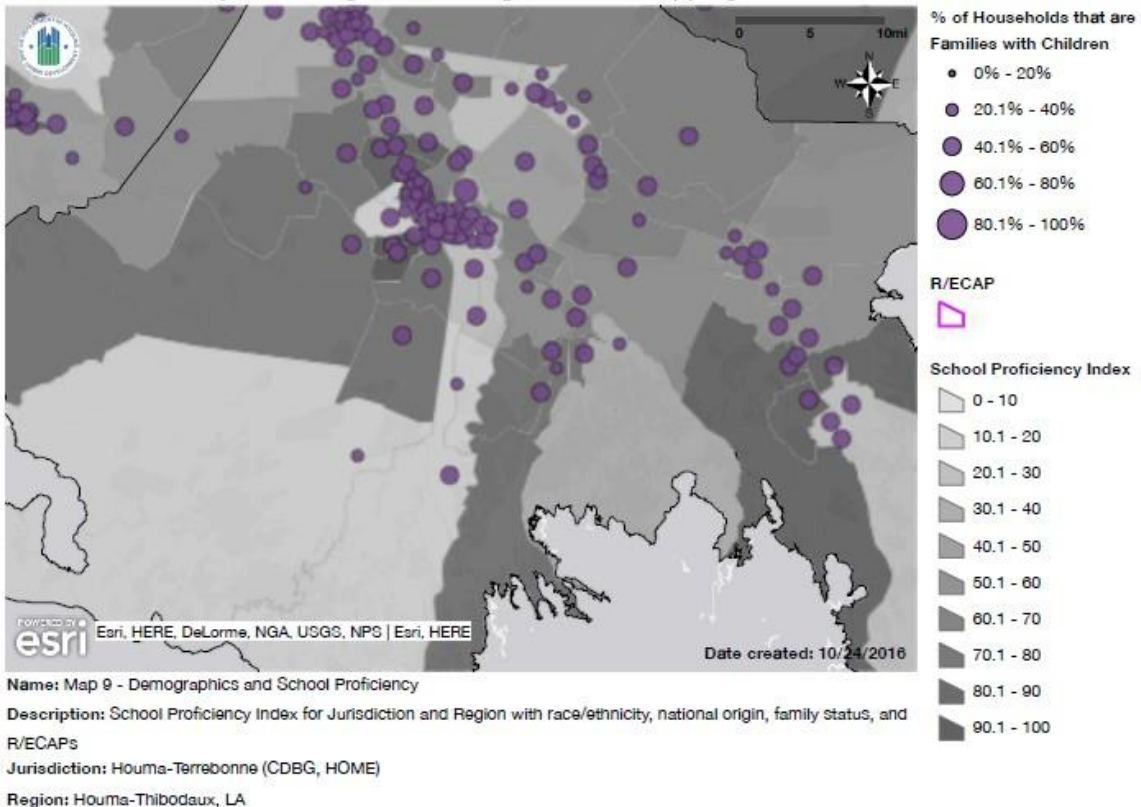 0 5 10mi
N
W E
S
% of Households that are
Families with Children
0% - 20%
20.1% - 40%
40.1% - 60%
60.1% - 80%
80.1% - 100%
R/ECAP
School Proficiency Index
0 - 10
10.1 - 20
20.1 - 30
30.1 - 40
40.1 - 50
50.1 - 60
60.1 - 70
70.1 - 80
80.1 - 90
90.1 - 100
POWERED BY
esri
Esri, HERE, DeLorme, NGA, USGS, NPS | Esri, HERE
Date created: 10/24/2016
Name: Map 9 - Demographics and School Proficiency
Description: School Proficiency Index for Jurisdiction and Region with race/ethnicity, national origin, family status, and
R/ECAPs
Jurisdiction: Houma-Terrebonne (CDBG, HOME)
Region: Houma-Thibodaux, LA